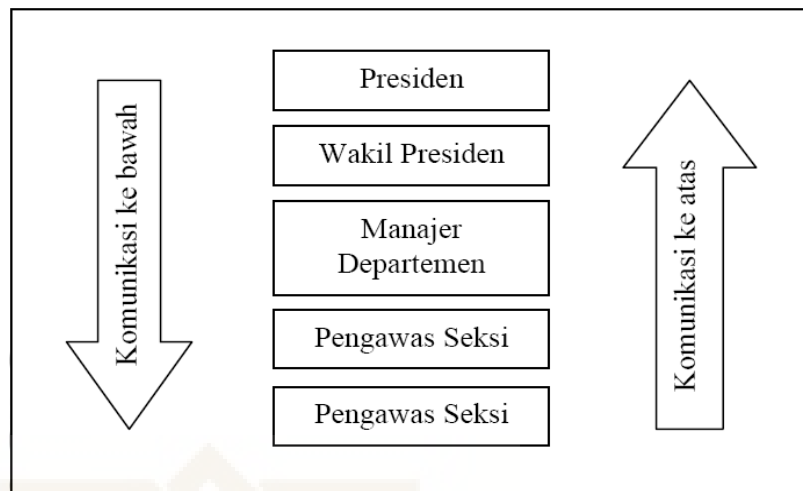 Komunikasi ke bawah
Presiden
Wakil Presiden
Manajer
Departemen
Pengawas Seksi
Pengawas Seksi
Komunikasi ke atas